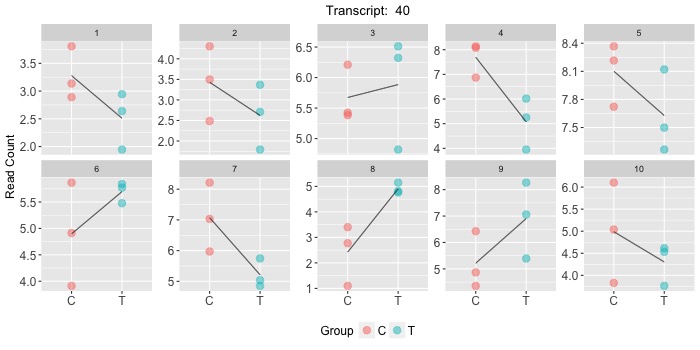 Transcript: 40
1 2 3 4 5
3.5 3.0 2.5 2.0
4.0 3.5 3.0 2.5 2.0
6.5 6.0 5.5 5.0
8 7 6 5 4
8.4 8.1 7.8 7.5
Read Count
6 7 8 9 10
5.5 5.0 4.5 4.0
8 7 6 5
5 4 3 2 1
8 7 6 5
6.0 5.5 5.0 4.5 4.0
C T C T C T C T C T
Group C T